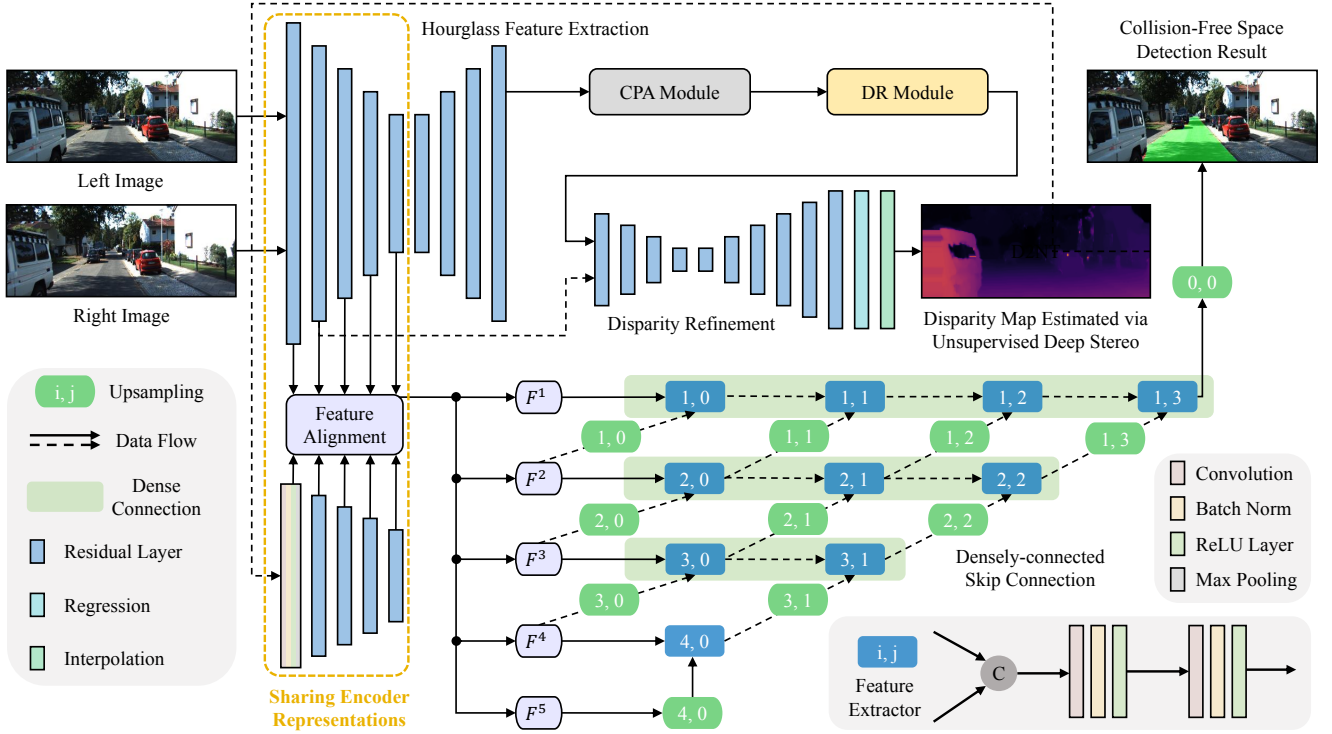 Hourglass Feature Extraction
Collision-Free Space
Detection Result
CPA Module
DR Module
Left Image
Right Image
Disparity Refinement
Disparity Map Estimated via
Unsupervised Deep Stereo
0, 0
i, j
Upsampling
Data Flow
Dense
Connection
Residual Layer
Regression
Interpolation
Feature
Alignment
Sharing Encoder
Representations
F¹
1, 0
1, 1
1, 2
1, 3
1, 0
1, 1
1, 2
1, 3
F²
2, 0
2, 1
2, 2
2, 0
2, 1
2, 2
F³
3, 0
3, 1
3, 0
3, 1
Densely-connected
Skip Connection
F⁴
4, 0
F⁵
4, 0
Convolution
Batch Norm
ReLU Layer
Max Pooling
i, j
Feature
Extractor
C